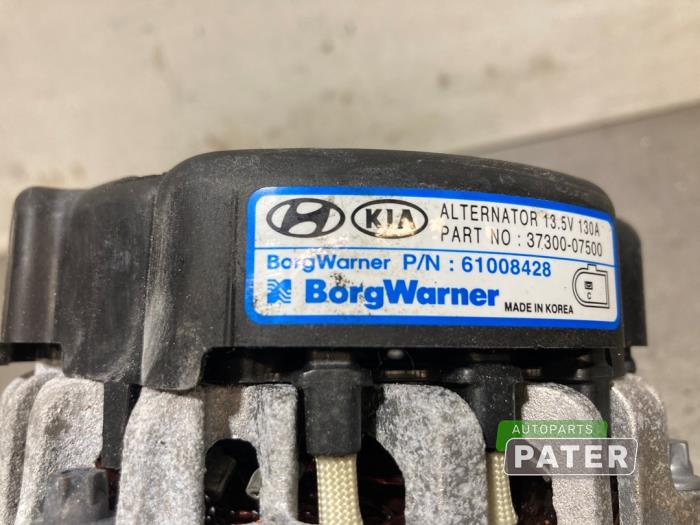 KIA
ALTERNATOR 13.5V 130A
PART NO : 37300-07500
BorgWarner P/N : 61008428
BorgWarner
MADE IN KOREA
C
AUTOPARTS
PATER